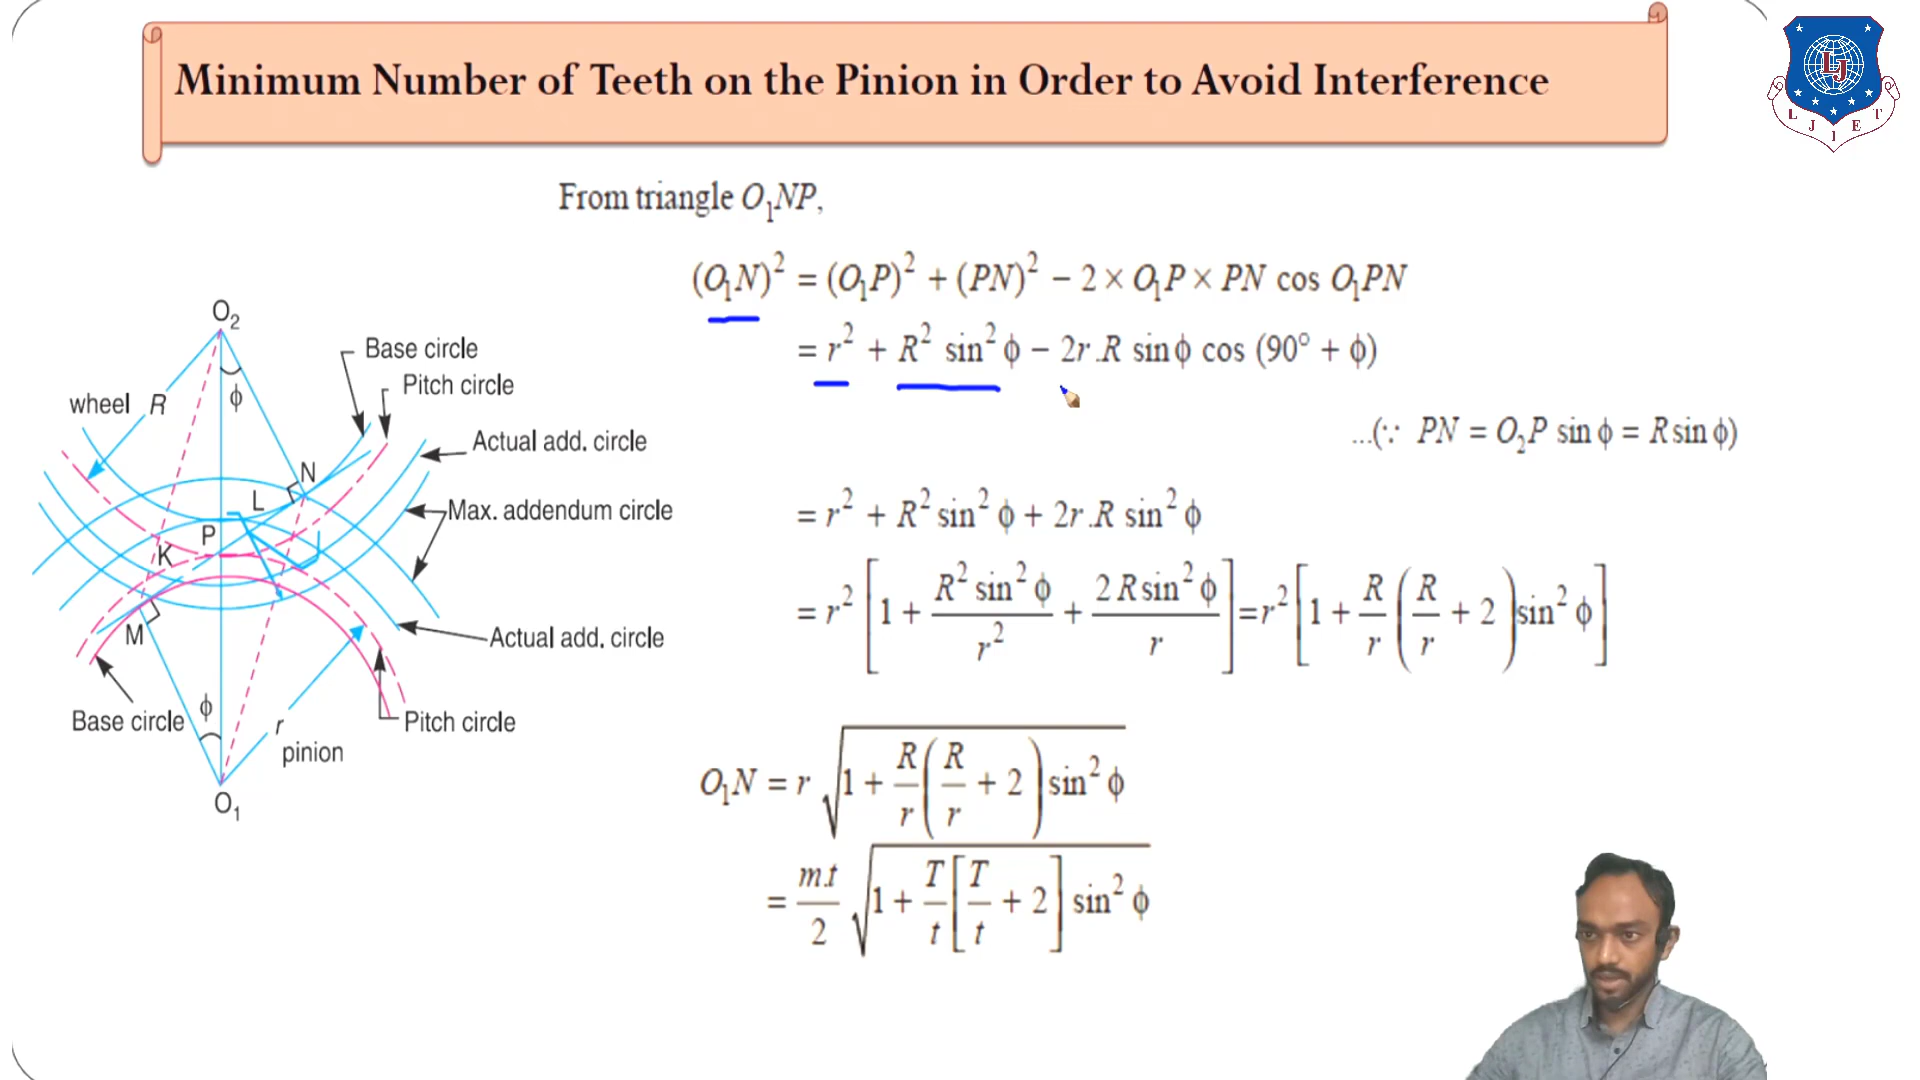 Minimum Number of Teeth on the Pinion in Order to Avoid Interference
LJ
L J I E T
From triangle O₁NP,
(O₁N)² = (O₁P)² + (PN)² − 2 × O₁P × PN cos O₁PN
= r² + R² sin² ϕ − 2r.R sin ϕ cos (90° + ϕ)
...(∵ PN = O₂P sin ϕ = R sin ϕ)
= r² + R² sin² ϕ + 2r.R sin² ϕ
= r² [1 + R² sin² ϕ / r² + 2 R sin² ϕ / r] = r² [1 + R/r (R/r + 2) sin² ϕ]
O₁N = r √(1 + R/r (R/r + 2) sin² ϕ)
= m.t/2 √(1 + T/t [T/t + 2] sin² ϕ)
O₂
ϕ
wheel R
Base circle
Pitch circle
Actual add. circle
N
L
Max. addendum circle
P
K
M
Actual add. circle
Base circle
ϕ
r
pinion
Pitch circle
O₁